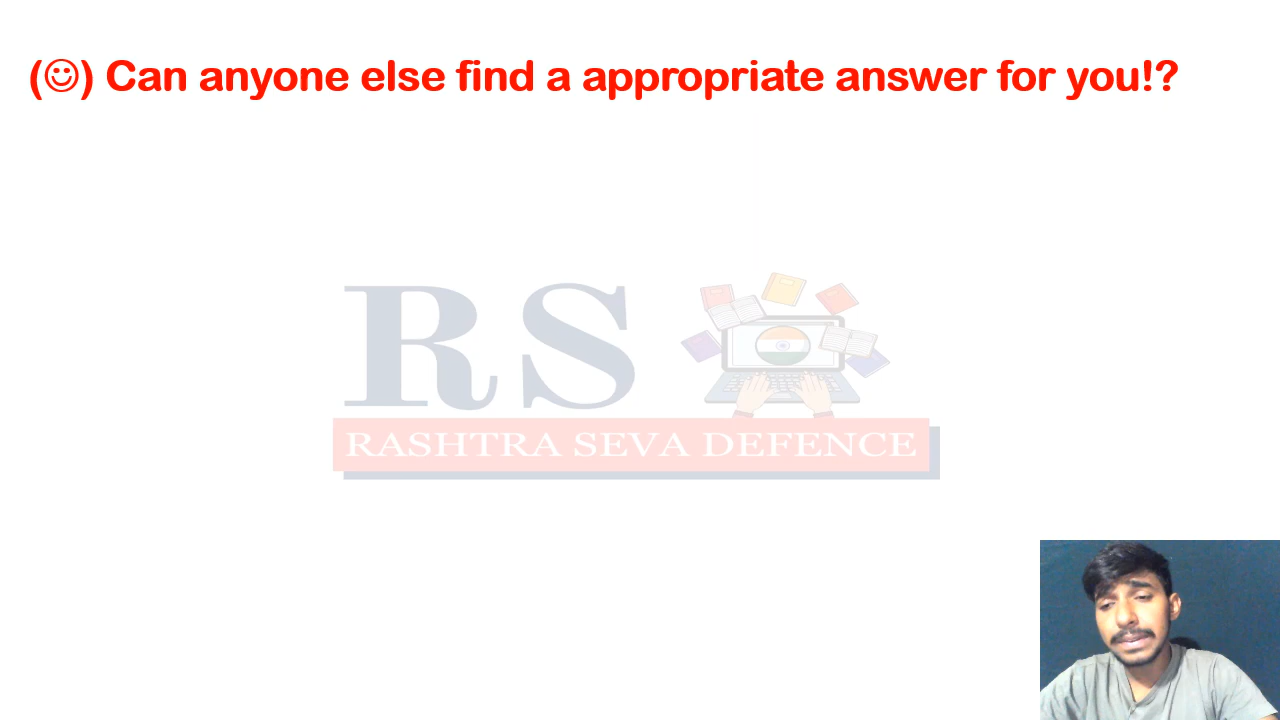 (☺) Can anyone else find a appropriate answer for you!?
RS
RASHTRA SEVA DEFENCE